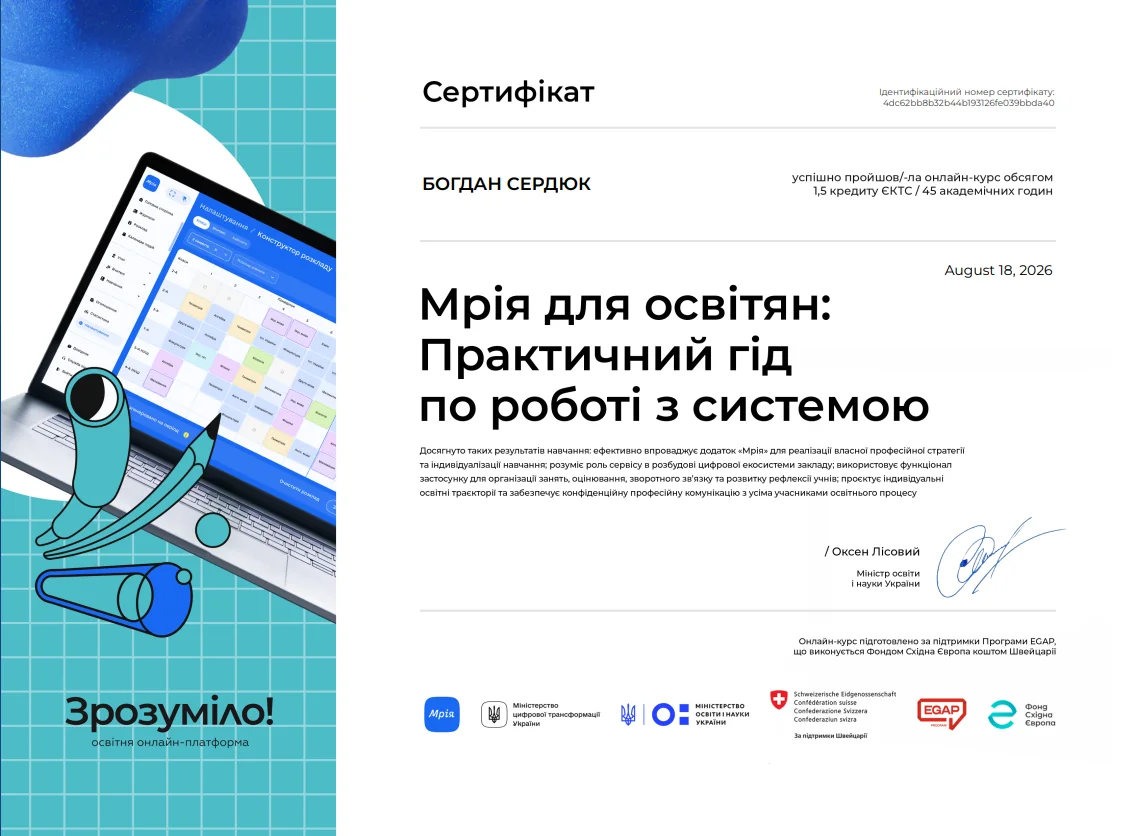 Сертифікат
Ідентифікаційний номер сертифікату:
4dc62bb8b32b44b193126fe039bbda40
БОГДАН СЕРДЮК
успішно пройшов/-ла онлайн-курс обсягом
1,5 кредиту ЄКТС / 45 академічних годин
August 18, 2026
Мрія для освітян:
Практичний гід
по роботі з системою
Досягнуто таких результатів навчання: ефективно впроваджує додаток «Мрія» для реалізації власної професійної стратегії
та індивідуалізації навчання; розуміє роль сервісу в розбудові цифрової екосистеми закладу; використовує функціонал
застосунку для організації занять, оцінювання, зворотного зв'язку та розвитку рефлексії учнів; проєктує індивідуальні
освітні траєкторії та забезпечує конфіденційну професійну комунікацію з усіма учасниками освітнього процесу
/ Оксен Лісовий
Міністр освіти
і науки України
Онлайн-курс підготовлено за підтримки Програми EGAP,
що виконується Фондом Східна Європа коштом Швейцарії
Мрія
Міністерство
цифрової трансформації
України
МІНІСТЕРСТВО
ОСВІТИ І НАУКИ
УКРАЇНИ
Schweizerische Eidgenossenschaft
Confédération suisse
Confederazione Svizzera
Confederaziun svizra
За підтримки Швейцарії
EGAP
PROGRAM
Фонд
Східна
Європа
Мрія
Налаштування / Конструктор розкладу
Зрозуміло!
освітня онлайн-платформа